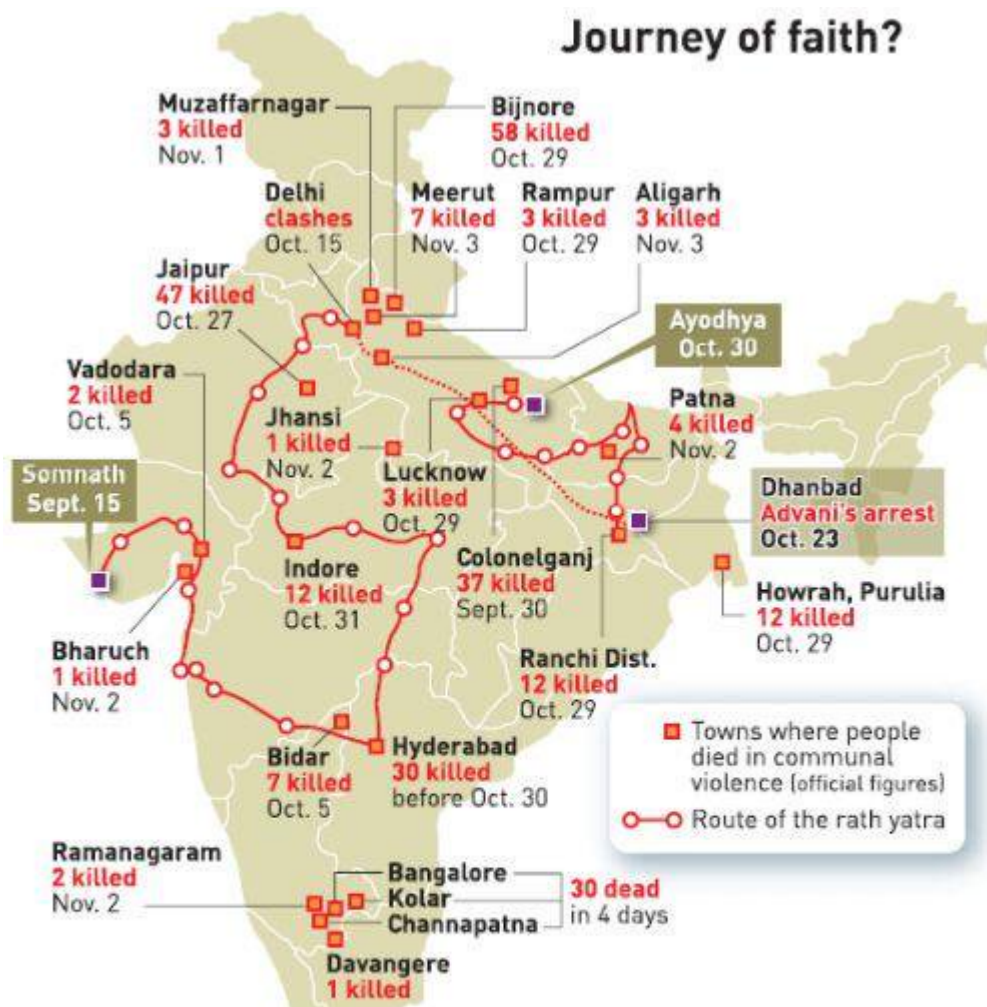 Journey of faith?
Muzaffarnagar
3 killed
Nov. 1
Bijnore
58 killed
Oct. 29
Delhi
clashes
Oct. 15
Meerut
7 killed
Nov. 3
Rampur
3 killed
Oct. 29
Aligarh
3 killed
Nov. 3
Jaipur
47 killed
Oct. 27
Ayodhya
Oct. 30
Vadodara
2 killed
Oct. 5
Jhansi
1 killed
Nov. 2
Patna
4 killed
Nov. 2
Somnath
Sept. 15
Lucknow
3 killed
Oct. 29
Dhanbad
Advani's arrest
Oct. 23
Indore
12 killed
Oct. 31
Colonelganj
37 killed
Sept. 30
Howrah, Purulia
12 killed
Oct. 29
Bharuch
1 killed
Nov. 2
Ranchi Dist.
12 killed
Oct. 29
Bidar
7 killed
Oct. 5
Hyderabad
30 killed
before Oct. 30
Towns where people
died in communal
violence (official figures)
Route of the rath yatra
Ramanagaram
2 killed
Nov. 2
Bangalore
Kolar
Channapatna
30 dead
in 4 days
Davangere
1 killed